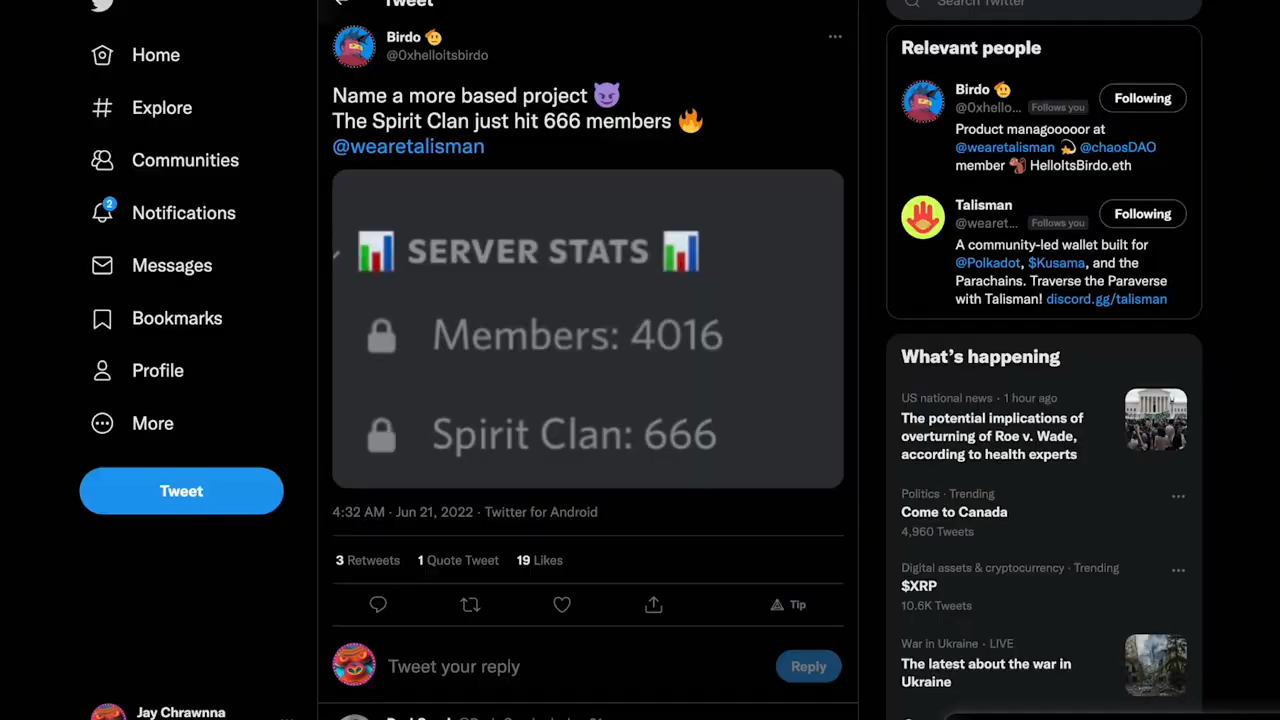 Home
Explore
Communities
2
Notifications
Messages
Bookmarks
Profile
More
Tweet
Jay Chrawnna
Tweet
Birdo
@0xhelloitsbirdo
Name a more based project
The Spirit Clan just hit 666 members
@wearetalisman
SERVER STATS
Members: 4016
Spirit Clan: 666
4:32 AM · Jun 21, 2022 · Twitter for Android
3 Retweets 1 Quote Tweet 19 Likes
Tip
Tweet your reply
Reply
Search Twitter
Relevant people
Birdo
@0xhello... Follows you
Following
Product managooooor at
@wearetalisman @chaosDAO
member HelloItsBirdo.eth
Talisman
@wearet... Follows you
Following
A community-led wallet built for
@Polkadot, $Kusama, and the
Parachains. Traverse the Paraverse
with Talisman! discord.gg/talisman
What's happening
US national news · 1 hour ago
The potential implications of
overturning of Roe v. Wade,
according to health experts
Politics · Trending
Come to Canada
4,960 Tweets
Digital assets & cryptocurrency · Trending
$XRP
10.6K Tweets
War in Ukraine · LIVE
The latest about the war in
Ukraine